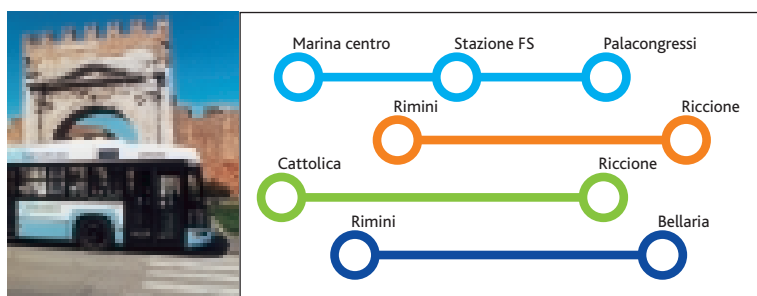 Marina centro Stazione FS Palacongressi
Rimini Riccione
Cattolica Riccione
Rimini Bellaria